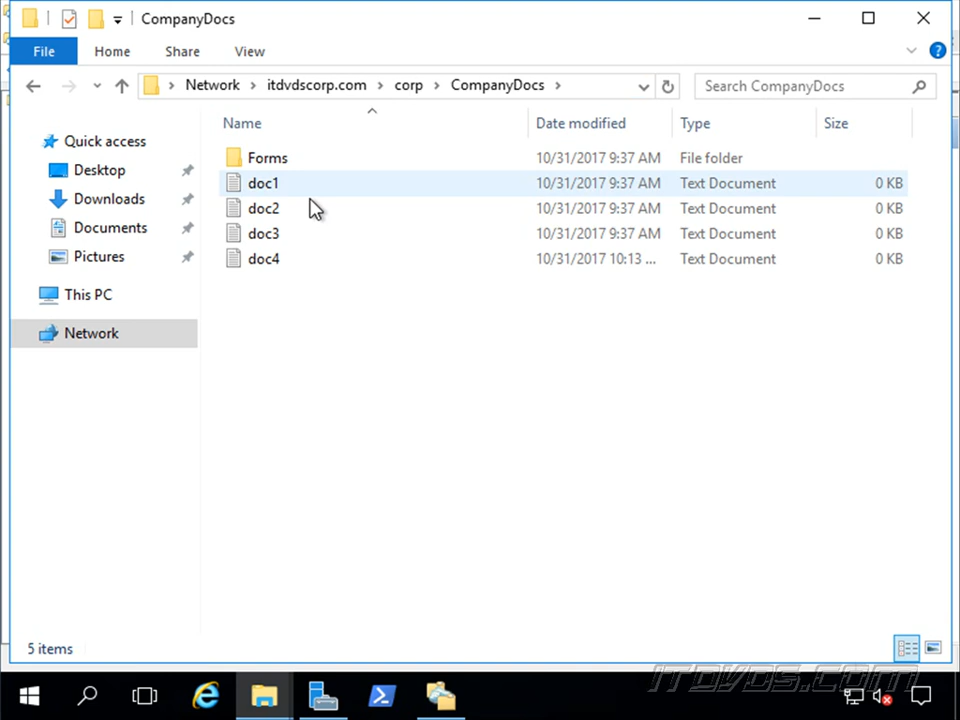 CompanyDocs
File Home Share View
Network itdvdscorp.com corp CompanyDocs Search CompanyDocs
Name Date modified Type Size
Quick access
Desktop
Downloads
Documents
Pictures
This PC
Network
Forms 10/31/2017 9:37 AM File folder
doc1 10/31/2017 9:37 AM Text Document 0 KB
doc2 10/31/2017 9:37 AM Text Document 0 KB
doc3 10/31/2017 9:37 AM Text Document 0 KB
doc4 10/31/2017 10:13 ... Text Document 0 KB
5 items
ITDVDS.COM